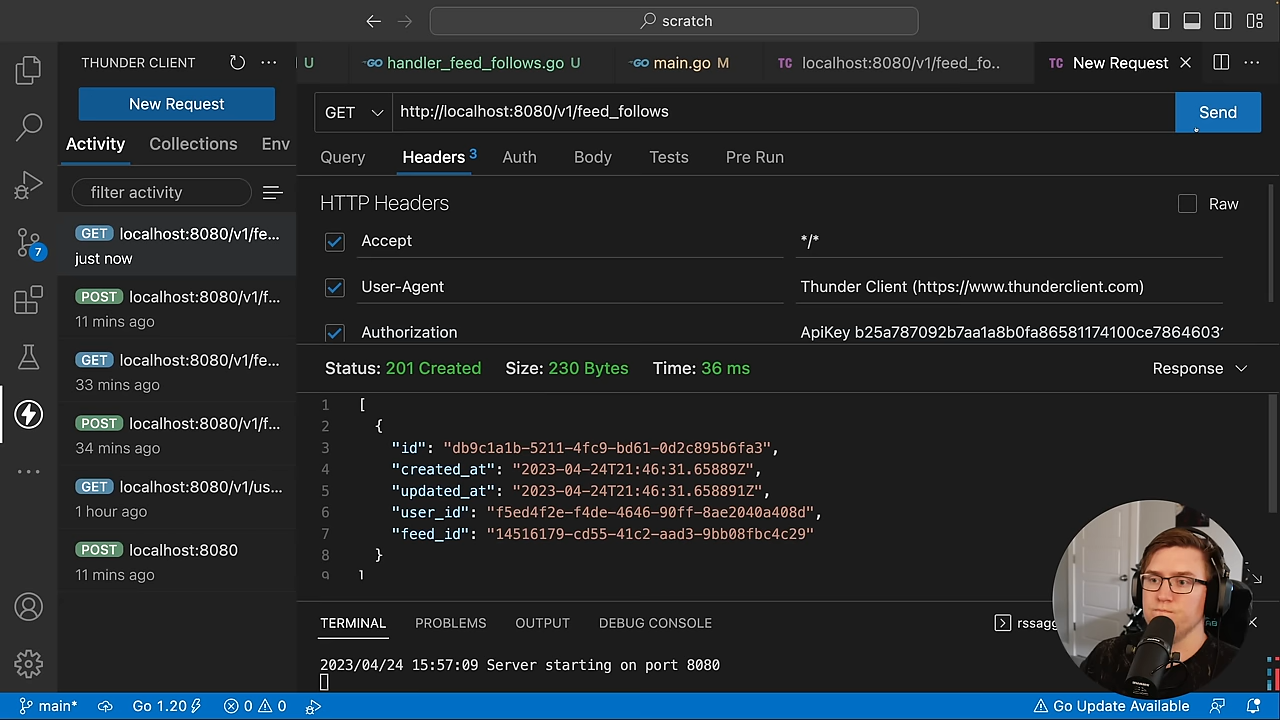 scratch
THUNDER CLIENT
New Request
Activity Collections Env
filter activity
GET localhost:8080/v1/fe...
just now
POST localhost:8080/v1/f...
11 mins ago
GET localhost:8080/v1/fe...
33 mins ago
POST localhost:8080/v1/f...
34 mins ago
GET localhost:8080/v1/us...
1 hour ago
POST localhost:8080
11 mins ago
U GO handler_feed_follows.go U GO main.go M TC localhost:8080/v1/feed_fo.. TC New Request
GET http://localhost:8080/v1/feed_follows Send
Query Headers 3 Auth Body Tests Pre Run
HTTP Headers Raw
Accept */*
User-Agent Thunder Client (https://www.thunderclient.com)
Authorization ApiKey b25a787092b7aa1a8b0fa86581174100ce7864603
Status: 201 Created Size: 230 Bytes Time: 36 ms Response
1 [
2 {
3 "id": "db9c1a1b-5211-4fc9-bd61-0d2c895b6fa3",
4 "created_at": "2023-04-24T21:46:31.65889Z",
5 "updated_at": "2023-04-24T21:46:31.658891Z",
6 "user_id": "f5ed4f2e-f4de-4646-90ff-8ae2040a408d",
7 "feed_id": "14516179-cd55-41c2-aad3-9bb08fbc4c29"
8 }
9 ]
TERMINAL PROBLEMS OUTPUT DEBUG CONSOLE rssagg
2023/04/24 15:57:09 Server starting on port 8080
7
main* Go 1.20 0 0 Go Update Available